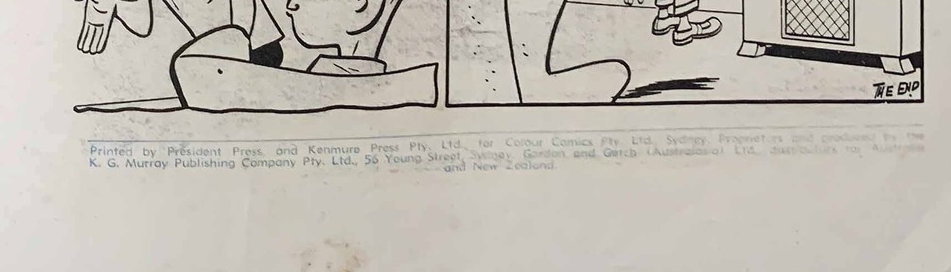 THE END
Printed by President Press and Kenmure Press Pty. Ltd. for Colour Comics Pty. Ltd. Sydney. Proprietors and produced by the
K. G. Murray Publishing Company Pty. Ltd., 56 Young Street, Sydney. Gordon and Gotch (Australasia) Ltd. distributors for Australia
and New Zealand.